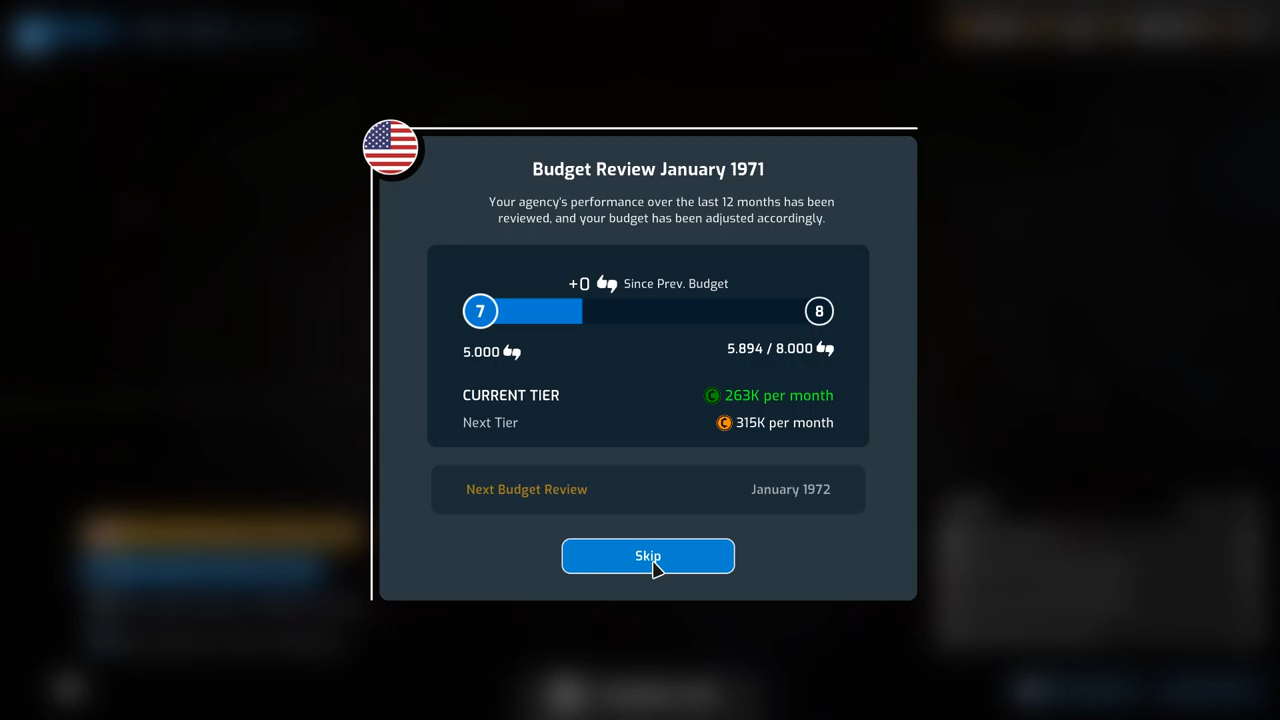 Budget Review January 1971
Your agency's performance over the last 12 months has been
reviewed, and your budget has been adjusted accordingly.
+0 Since Prev. Budget
7 8
5.000 5.894 / 8.000
CURRENT TIER C 263K per month
Next Tier C 315K per month
Next Budget Review January 1972
Skip